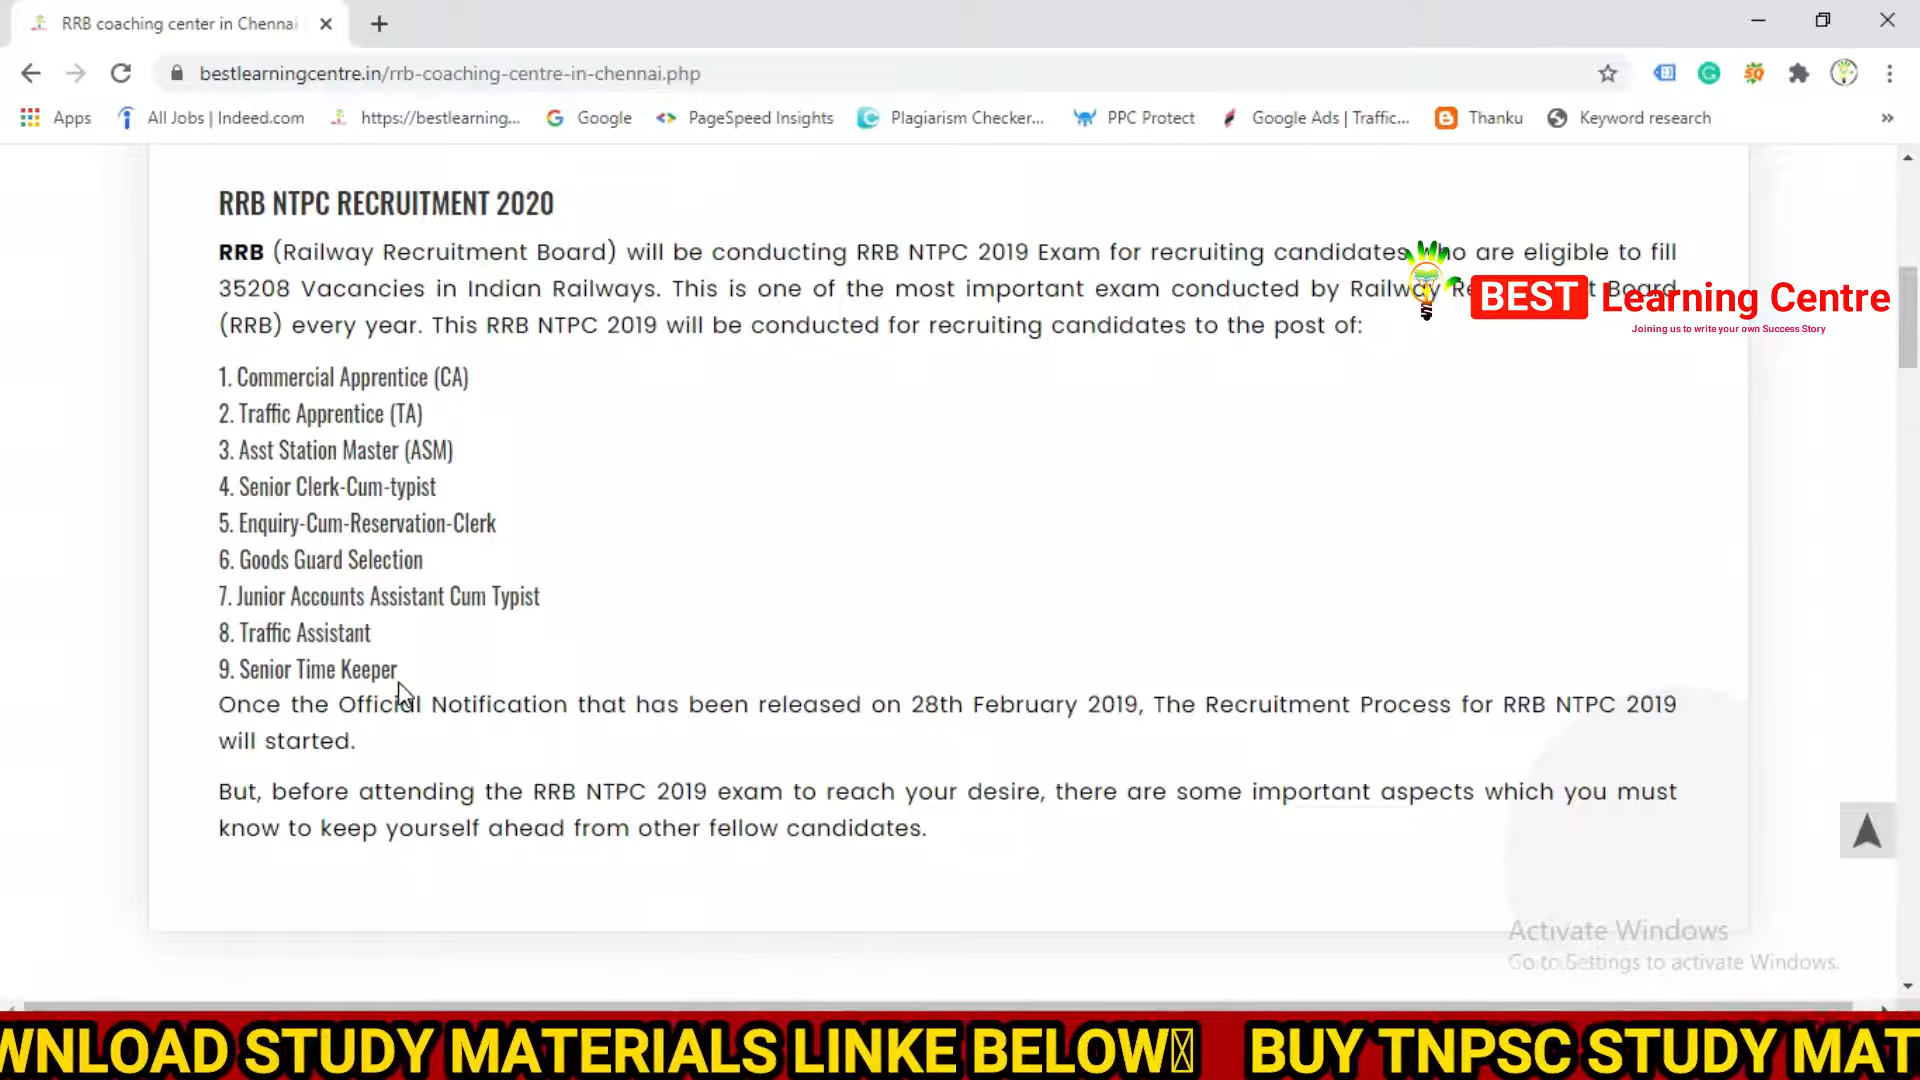 RRB coaching center in Chennai
bestlearningcentre.in/rrb-coaching-centre-in-chennai.php
Apps All Jobs | Indeed.com https://bestlearning... Google PageSpeed Insights Plagiarism Checker... PPC Protect Google Ads | Traffic... Thanku Keyword research »
RRB NTPC RECRUITMENT 2020
RRB (Railway Recruitment Board) will be conducting RRB NTPC 2019 Exam for recruiting candidates who are eligible to fill
35208 Vacancies in Indian Railways. This is one of the most important exam conducted by Railway Board
(RRB) every year. This RRB NTPC 2019 will be conducted for recruiting candidates to the post of:
BEST Learning Centre
Joining us to write your own Success Story
1. Commercial Apprentice (CA)
2. Traffic Apprentice (TA)
3. Asst Station Master (ASM)
4. Senior Clerk-Cum-typist
5. Enquiry-Cum-Reservation-Clerk
6. Goods Guard Selection
7. Junior Accounts Assistant Cum Typist
8. Traffic Assistant
9. Senior Time Keeper
Once the Official Notification that has been released on 28th February 2019, The Recruitment Process for RRB NTPC 2019
will started.
But, before attending the RRB NTPC 2019 exam to reach your desire, there are some important aspects which you must
know to keep yourself ahead from other fellow candidates.
Activate Windows
Go to Settings to activate Windows.
WNLOAD STUDY MATERIALS LINKE BELOW BUY TNPSC STUDY MAT